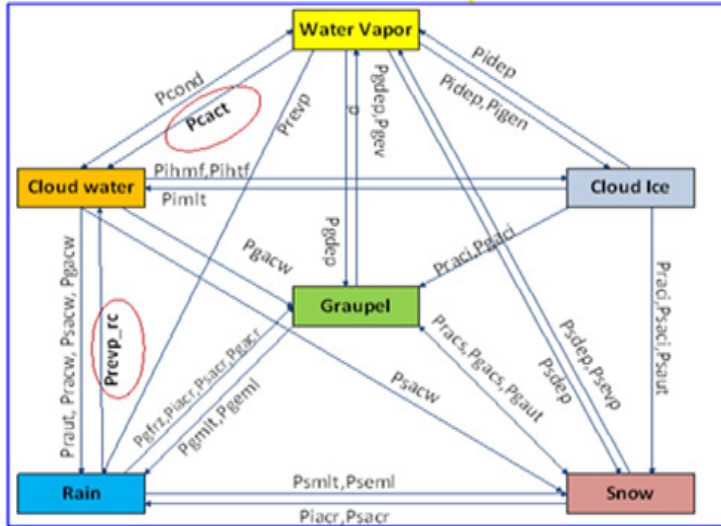 Water Vapor
Pcond
Pcact
Prevp
Pgdep,Pgev
Pgdep
Pidep
Pidep,Pigen
Cloud water
Pihmf,Pihtf
Pimlt
Cloud Ice
Pgacw
Praci,Pgaci
Graupel
Praut, Pracw, Psacw, Pgacw
Prevp_rc
Pgfrz,Piacr,Psacr,Pgacr
Pgmlt,Pgeml
Psacw
Pracs,Pgacs,Pgaut
Psdep
Psdep,Psevp
Praci,Psaci,Psaut
Rain
Psmlt,Pseml
Piacr,Psacr
Snow